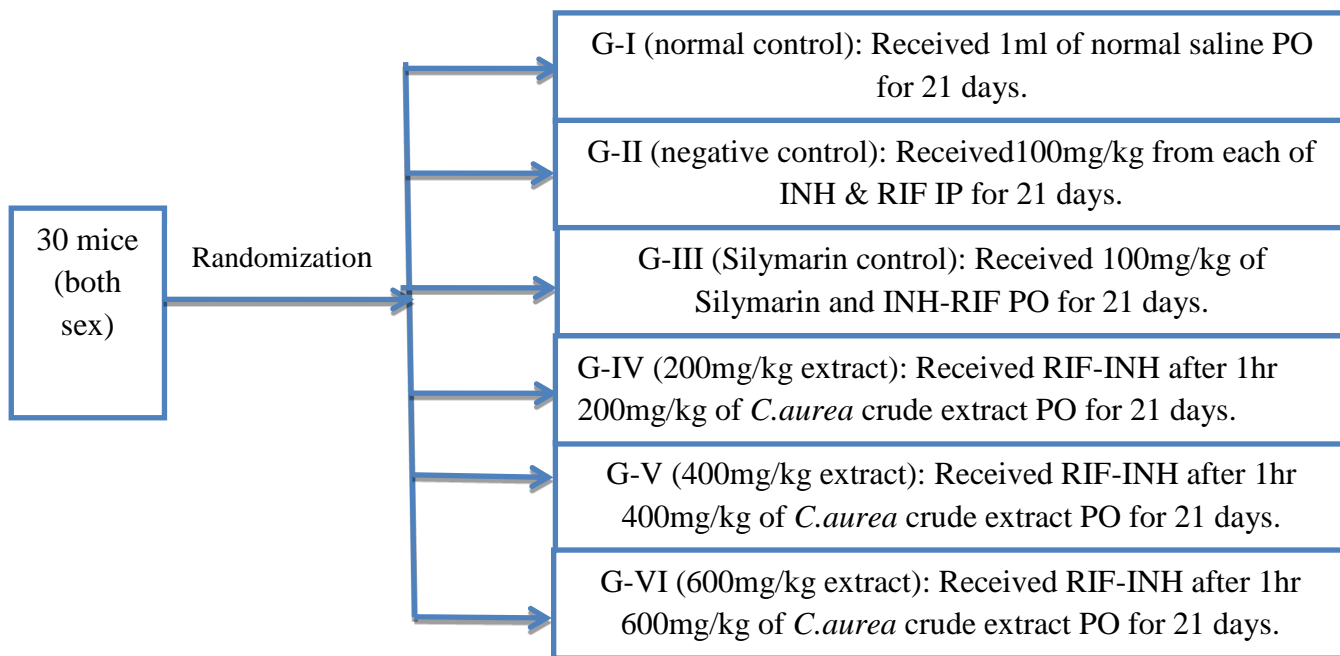 30 mice
(both
sex)
Randomization
G-I (normal control): Received 1ml of normal saline PO
for 21 days.
G-II (negative control): Received100mg/kg from each of
INH & RIF IP for 21 days.
G-III (Silymarin control): Received 100mg/kg of
Silymarin and INH-RIF PO for 21 days.
G-IV (200mg/kg extract): Received RIF-INH after 1hr
200mg/kg of C.aurea crude extract PO for 21 days.
G-V (400mg/kg extract): Received RIF-INH after 1hr
400mg/kg of C.aurea crude extract PO for 21 days.
G-VI (600mg/kg extract): Received RIF-INH after 1hr
600mg/kg of C.aurea crude extract PO for 21 days.